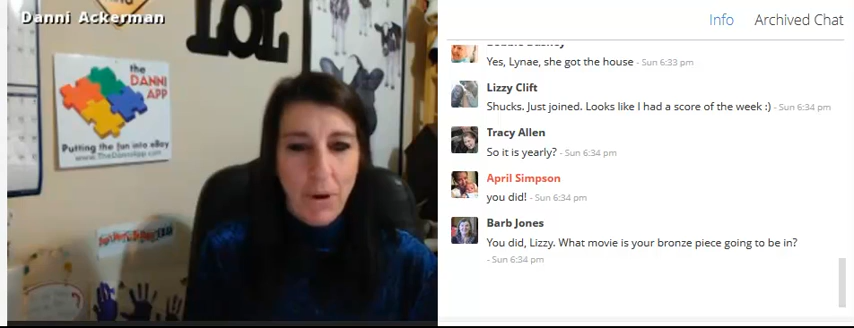 Danni Ackerman
LOL
the
DANNI
APP
Putting the fun into eBay
www.TheDanniApp.com
Info Archived Chat
Yes, Lynae, she got the house - Sun 6:33 pm
Lizzy Clift
Shucks. Just joined. Looks like I had a score of the week :) - Sun 6:34 pm
Tracy Allen
So it is yearly? - Sun 6:34 pm
April Simpson
you did! - Sun 6:34 pm
Barb Jones
You did, Lizzy. What movie is your bronze piece going to be in?
- Sun 6:34 pm